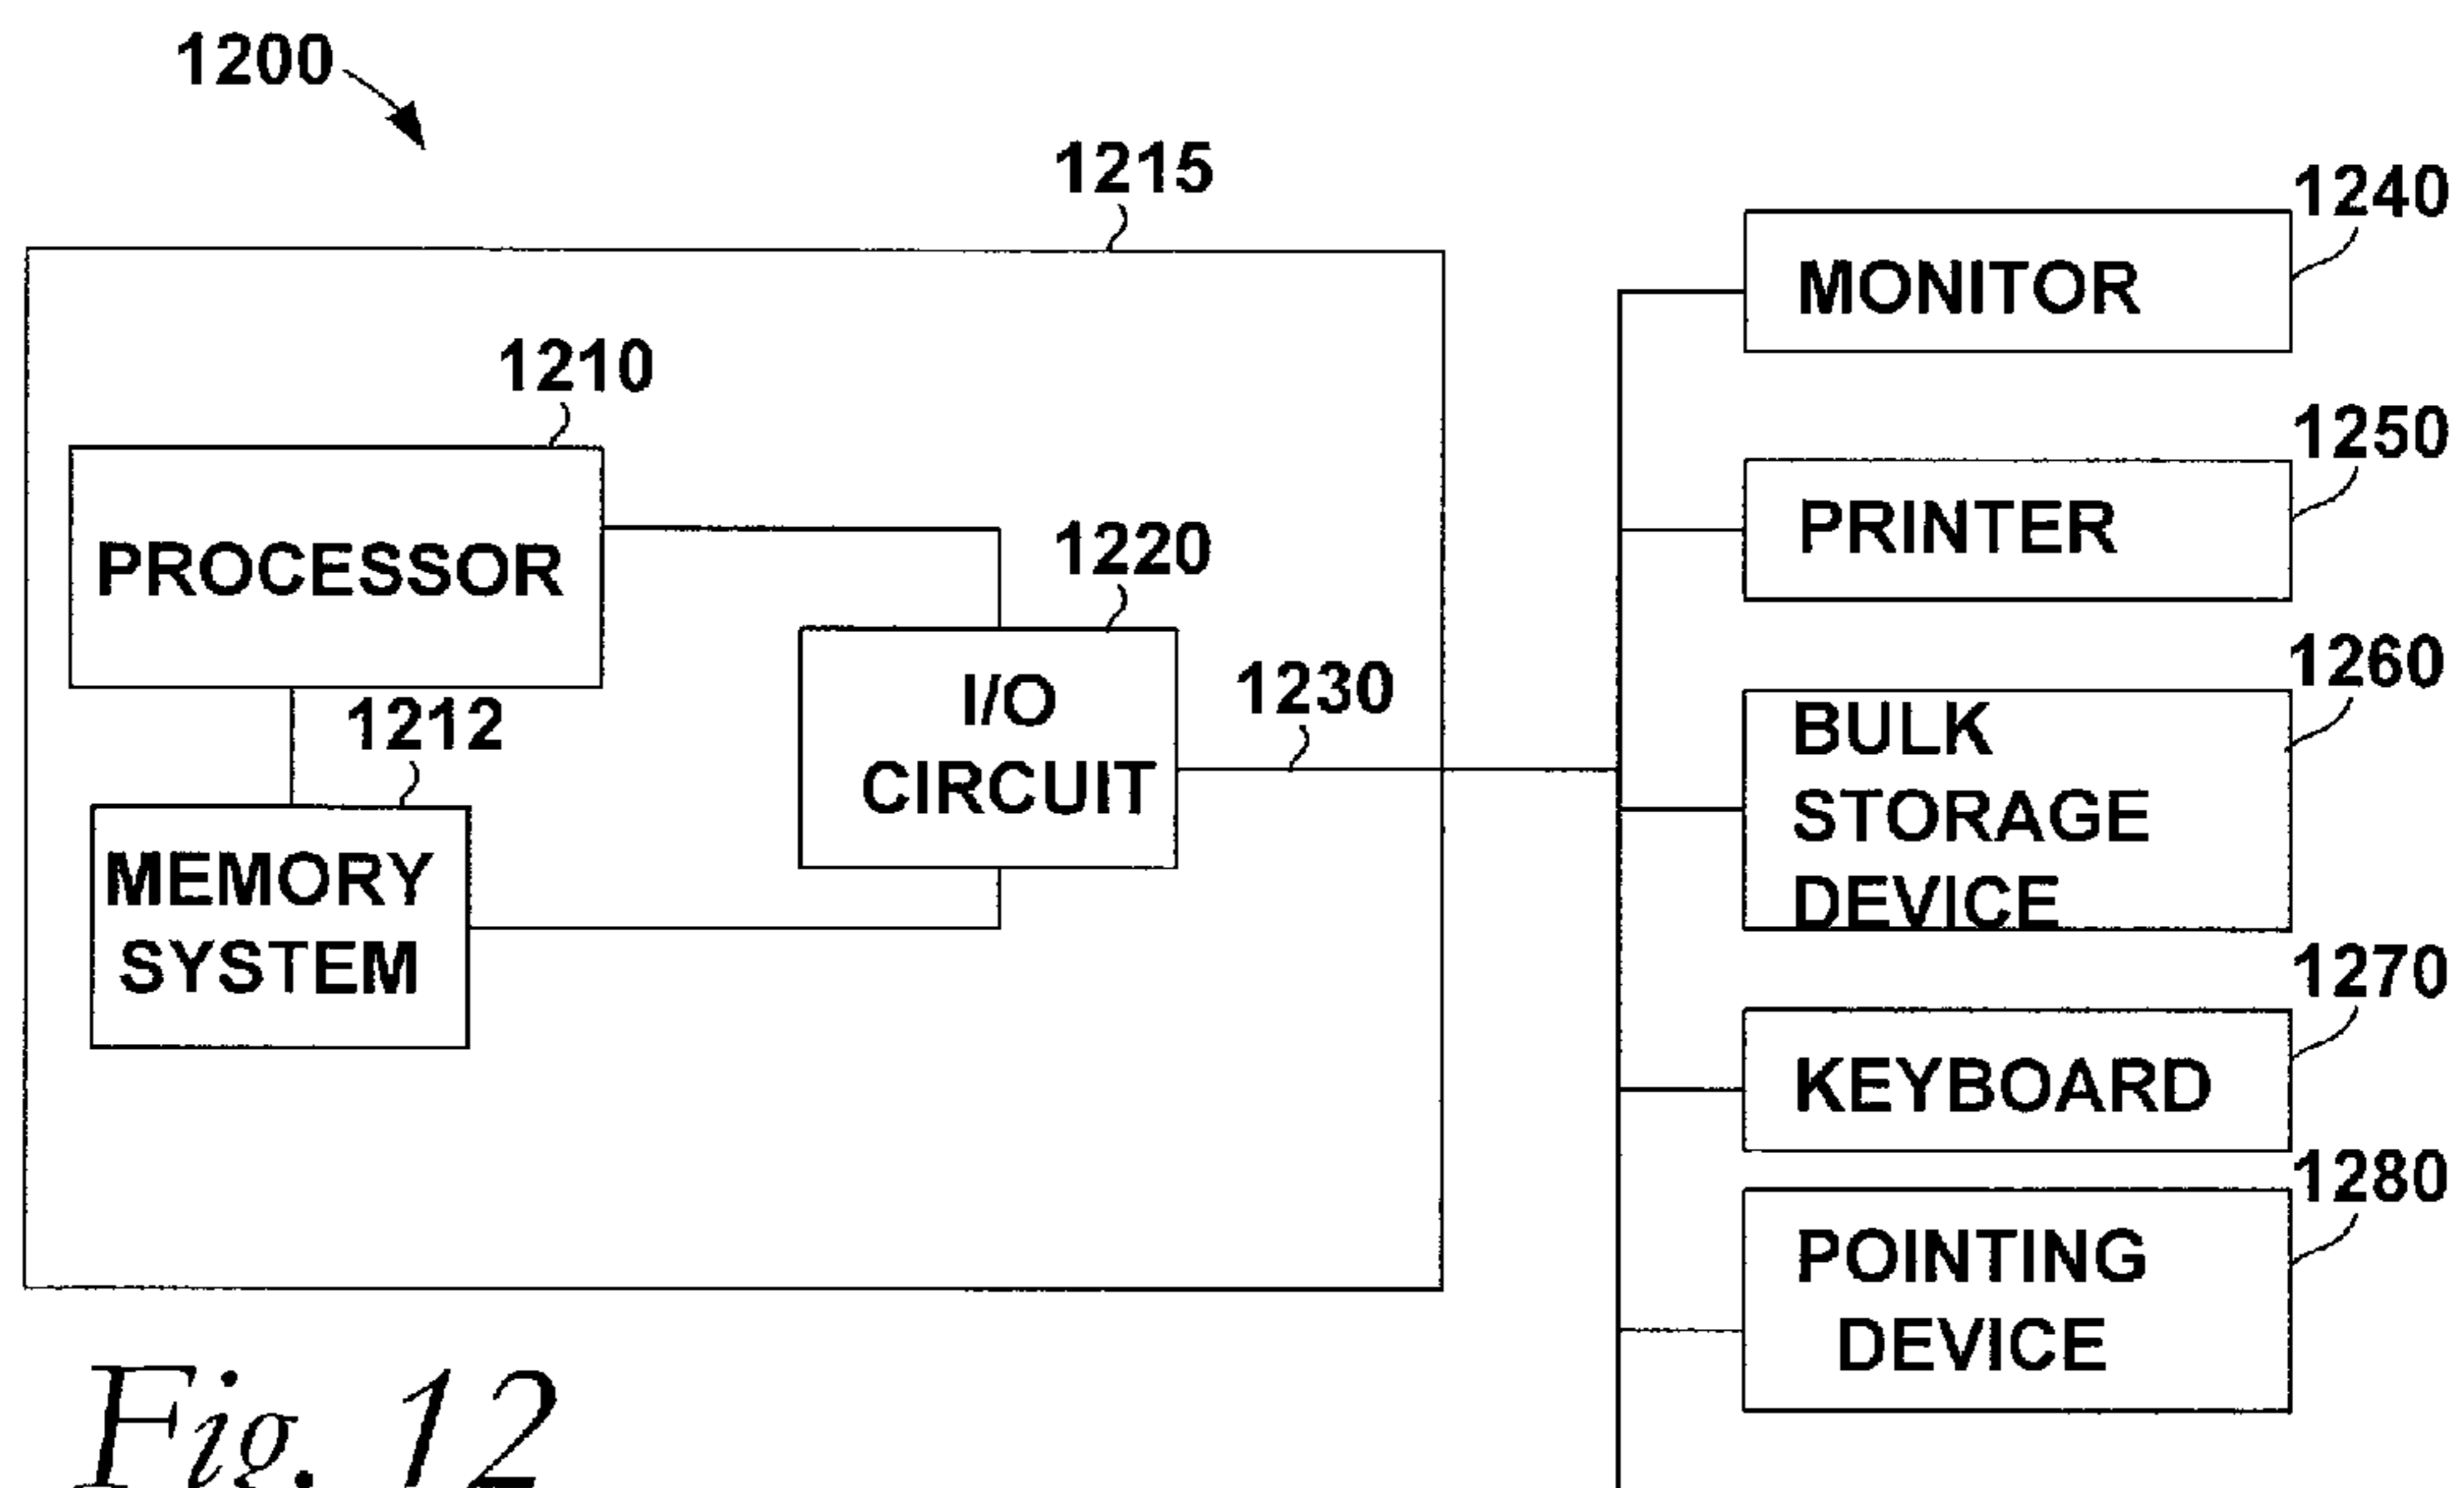 1200
1215
1240
MONITOR
1210
1250
PROCESSOR
PRINTER
1220
I/O
CIRCUIT
1230
1212
MEMORY
SYSTEM
1260
BULK
STORAGE
DEVICE
1270
KEYBOARD
1280
POINTING
DEVICE
Fig. 12